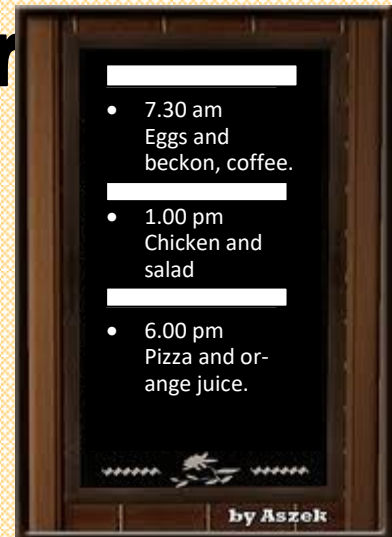 r
• 7.30 am
Eggs and
beckon, coffee.
• 1.00 pm
Chicken and
salad
• 6.00 pm
Pizza and or-
ange juice.
by Aszek